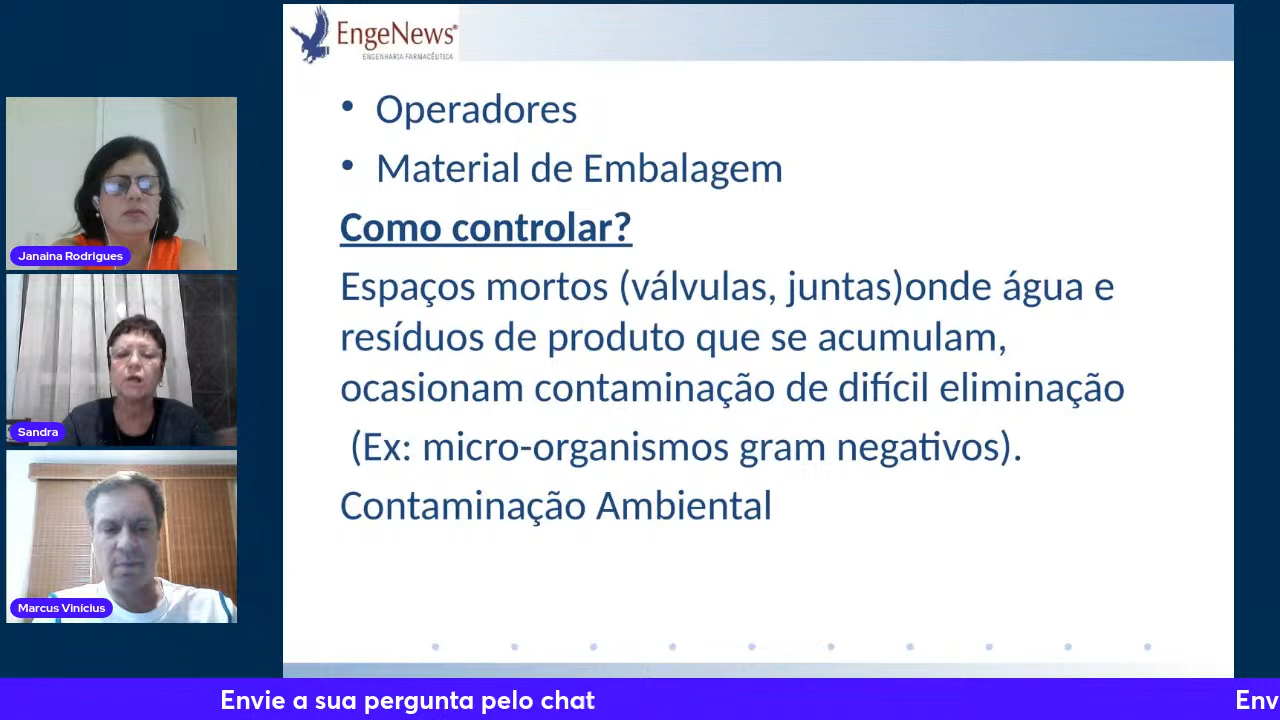 EngeNews®
ENGENHARIA FARMACÊUTICA
• Operadores
• Material de Embalagem
Como controlar?
Espaços mortos (válvulas, juntas)onde água e
resíduos de produto que se acumulam,
ocasionam contaminação de difícil eliminação
(Ex: micro-organismos gram negativos).
Contaminação Ambiental
Janaina Rodrigues
Sandra
Marcus Vinícius
Envie a sua pergunta pelo chat
Env